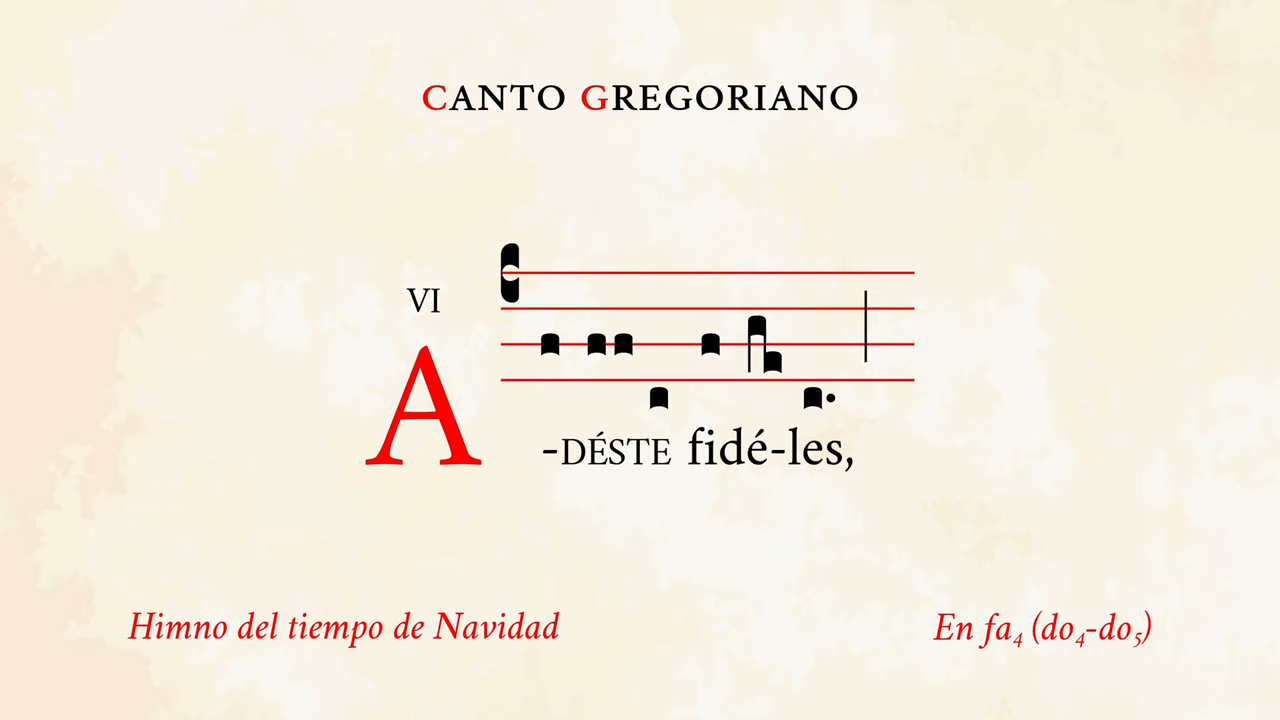 CANTO GREGORIANO
VI
A
-DÉSTE fidé-les,
Himno del tiempo de Navidad
En fa₄ (do₄-do₅)